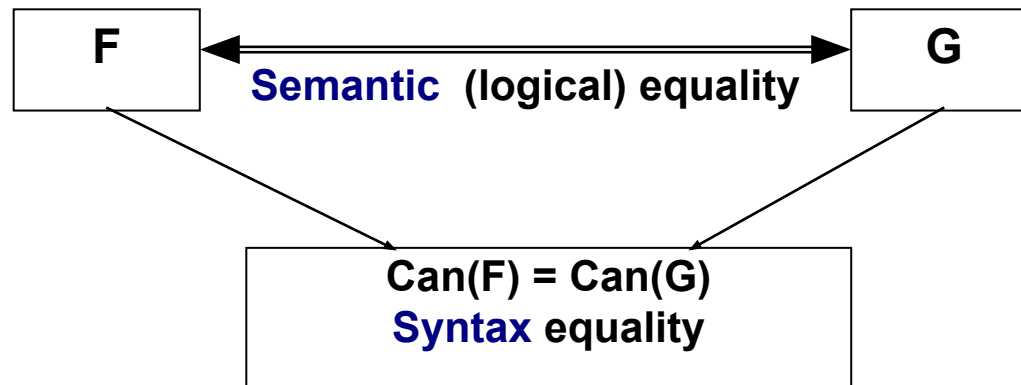 F
G
Semantic (logical) equality
Can(F) = Can(G)
Syntax equality